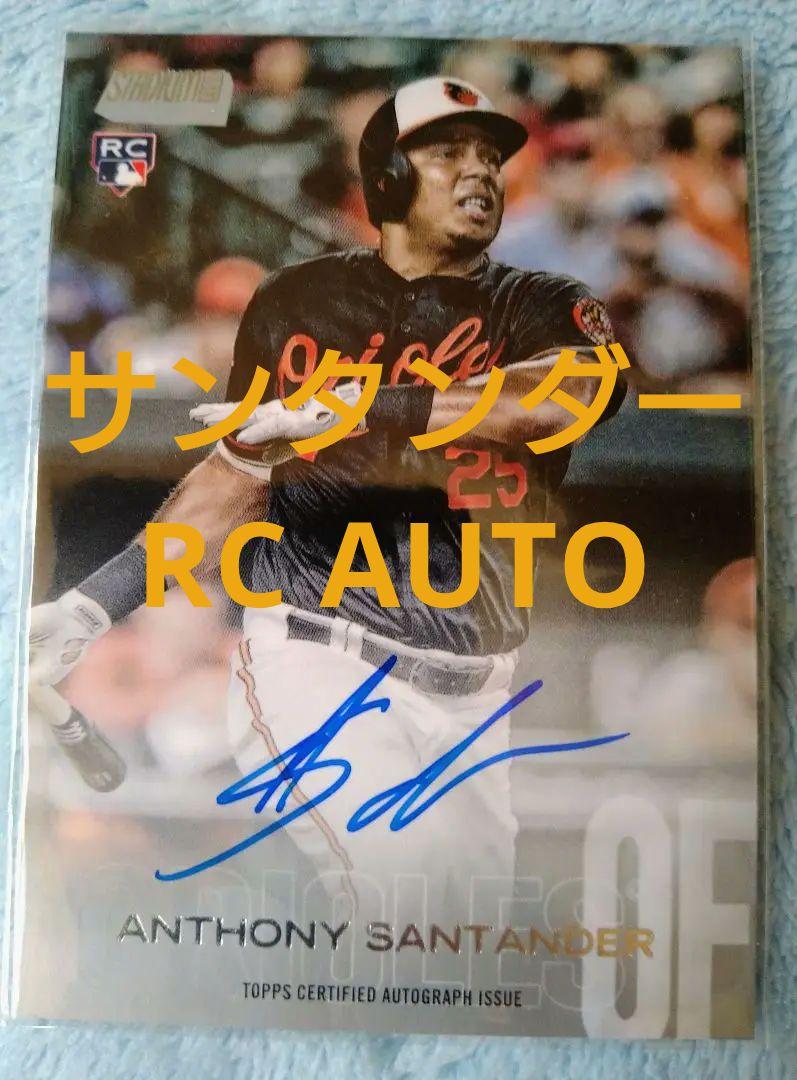 STADIUM
RC
Orioles
サンタンダー
25
RC AUTO
OF
ORIOLES
ANTHONY SANTANDER
TOPPS CERTIFIED AUTOGRAPH ISSUE